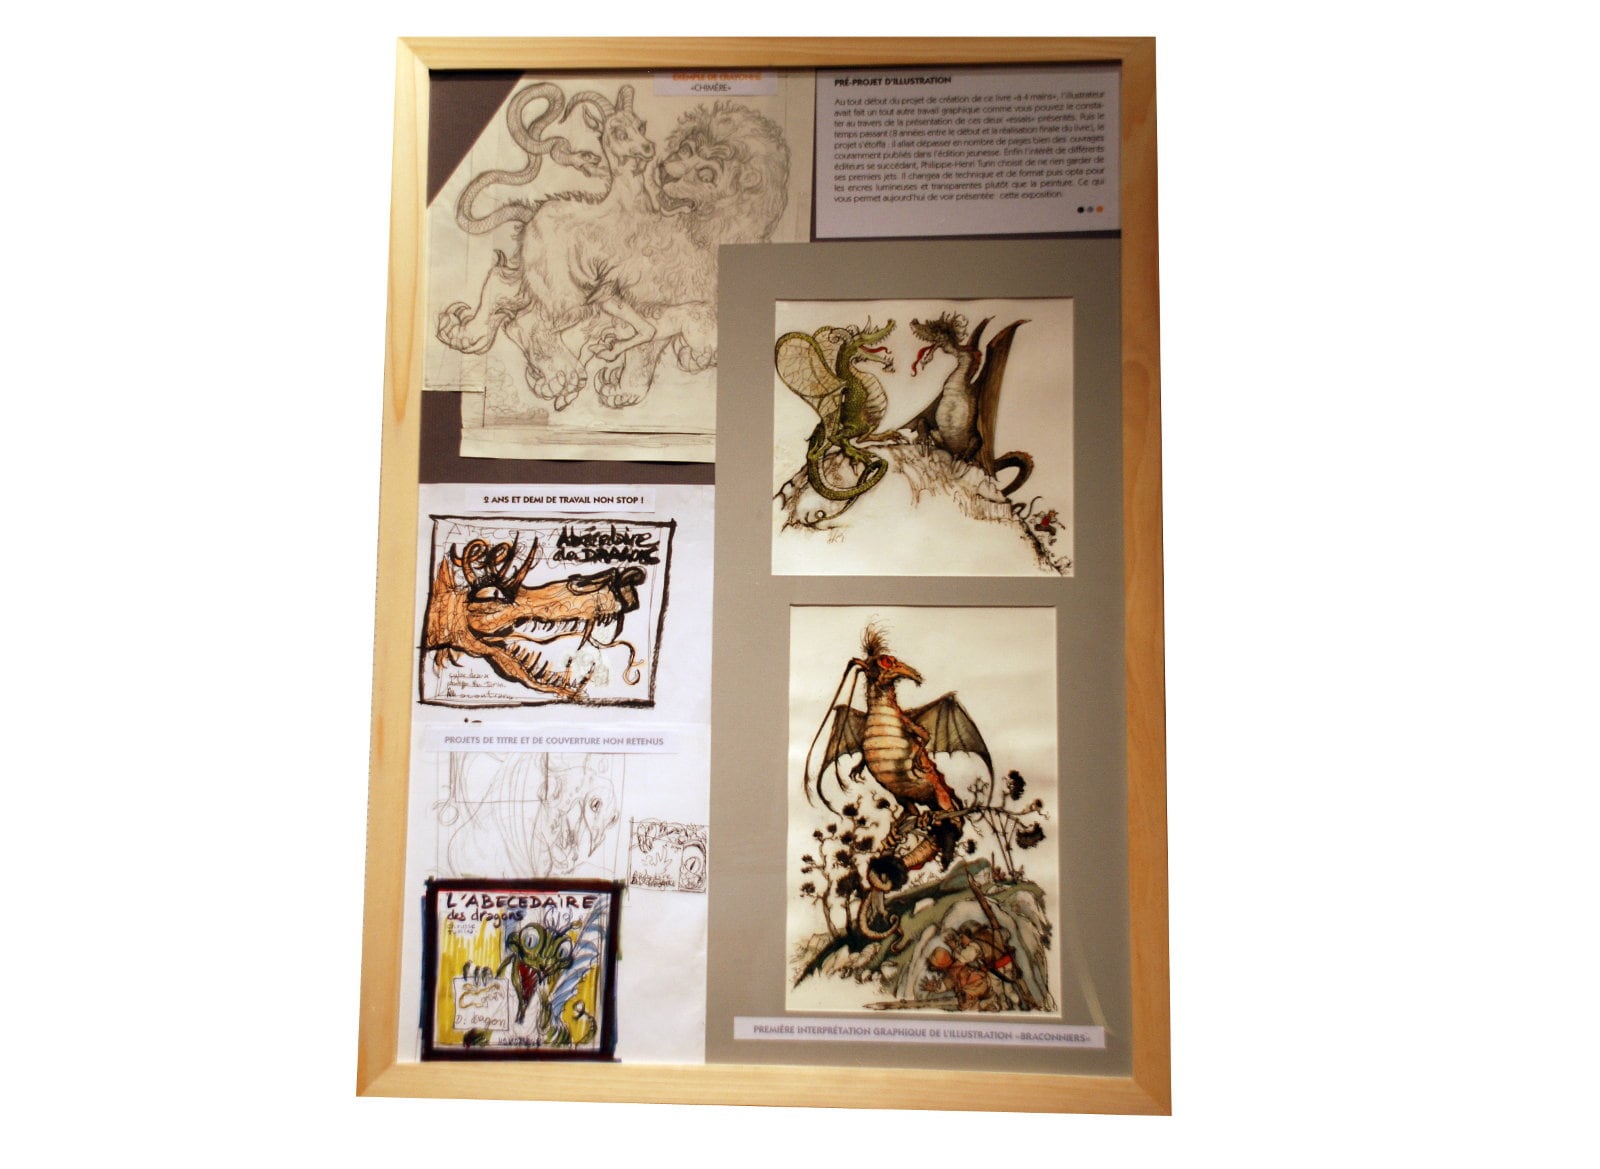 EXEMPLE DE CRAYONNÉ
«CHIMÈRE»
PRÉ-PROJET D'ILLUSTRATION
Au tout début du projet de création de ce livre «à 4 mains», l'illustrateur
avait fait un tout autre travail graphique comme vous pouvez le consta-
ter au travers de la présentation de ces deux «essais» présentés. Puis le
temps passant (8 années entre le début et la réalisation finale du livre), le
projet s'étoffa : il allait dépasser en nombre de pages bien des ouvrages
couramment publiés dans l'édition jeunesse. Enfin l'intérêt de différents
éditeurs se succédant, Philippe-Henri Turin choisit de ne rien garder de
ses premiers jets. Il changea de technique et de format puis opta pour
les encres lumineuses et transparentes plutôt que la peinture. Ce qui
vous permet aujourd'hui de voir présentée cette exposition.
2 ANS ET DEMI DE TRAVAIL NON STOP !
Abécédaire
de DRAGONS
PROJETS DE TITRE ET DE COUVERTURE NON RETENUS
L'ABECEDAIRE
des dragons
D: dragon
PREMIÈRE INTERPRÉTATION GRAPHIQUE DE L'ILLUSTRATION «BRACONNIERS»